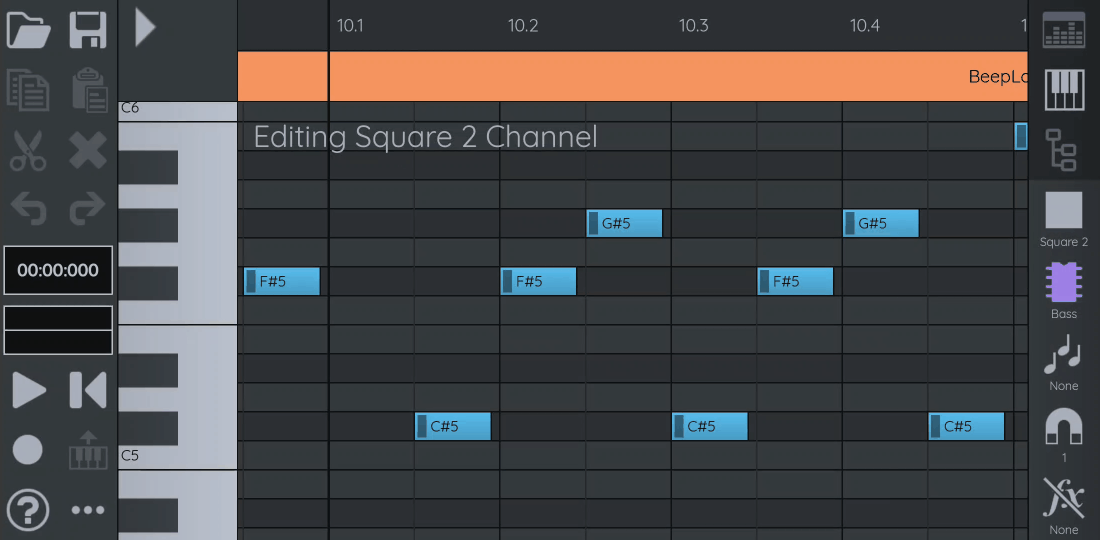 10.1 10.2 10.3 10.4 1
BeepLo
C6
Editing Square 2 Channel
G#5 G#5
Square 2
00:00:000
F#5 F#5 F#5
Bass
None
C#5 C#5 C#5
C5
1
None